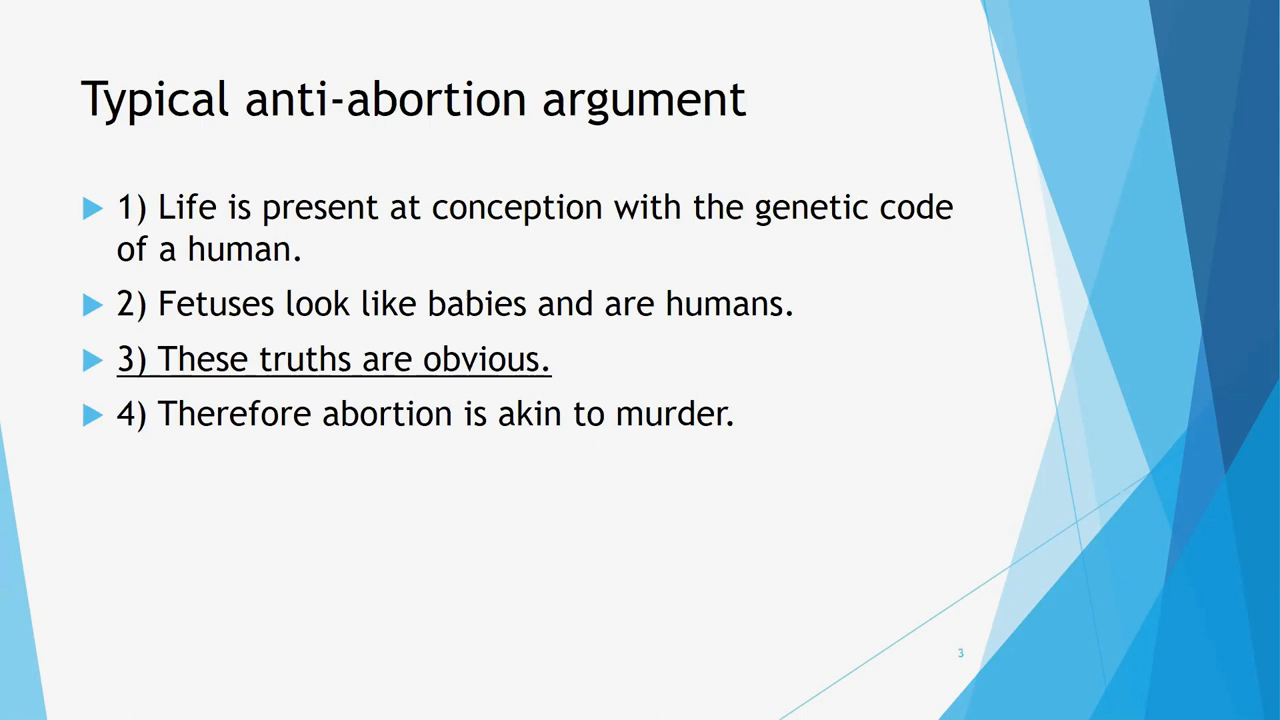 Typical anti-abortion argument
1) Life is present at conception with the genetic code
of a human.
2) Fetuses look like babies and are humans.
3) These truths are obvious.
4) Therefore abortion is akin to murder.
3